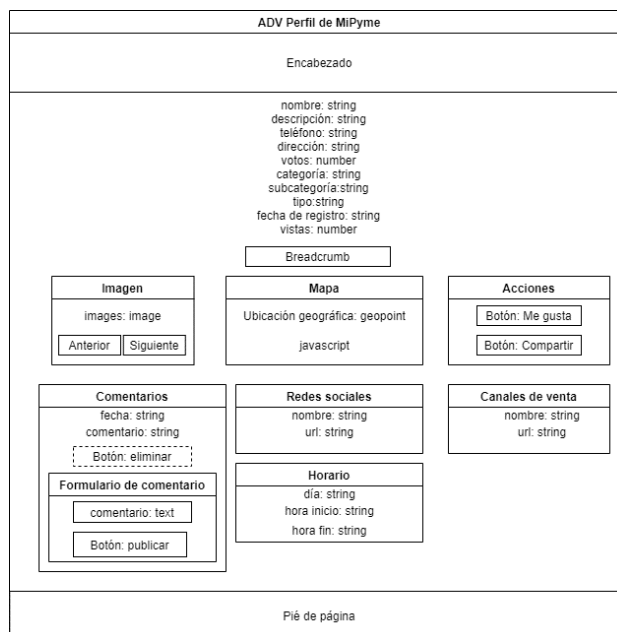 ADV Perfil de MiPyme
Encabezado
nombre: string
descripción: string
teléfono: string
dirección: string
votos: number
categoría: string
subcategoría:string
tipo:string
fecha de registro: string
vistas: number
Breadcrumb
Imagen
images: image
Anterior
Siguiente
Mapa
Ubicación geográfica: geopoint
javascript
Acciones
Botón: Me gusta
Botón: Compartir
Comentarios
fecha: string
comentario: string
Botón: eliminar
Formulario de comentario
comentario: text
Botón: publicar
Redes sociales
nombre: string
url: string
Canales de venta
nombre: string
url: string
Horario
día: string
hora inicio: string
hora fin: string
Pié de página